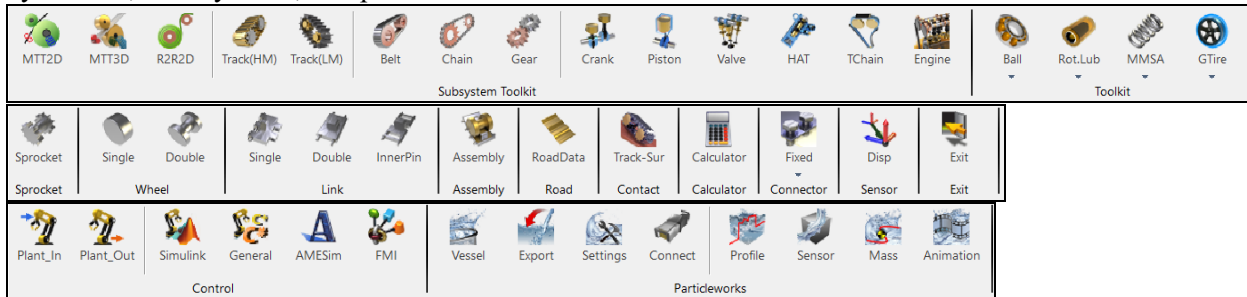 MTT2D MTT3D R2R2D Track(HM) Track(LM) Belt Chain Gear Crank Piston Valve HAT TChain Engine Ball Rot.Lub MMSA GTire
Subsystem Toolkit Toolkit
Sprocket Single Double Single Double InnerPin Assembly RoadData Track-Sur Calculator Fixed Disp Exit
Sprocket Wheel Link Assembly Road Contact Calculator Connector Sensor Exit
Plant_In Plant_Out Simulink General AMESim FMI Vessel Export Settings Connect Profile Sensor Mass Animation
Control Particleworks